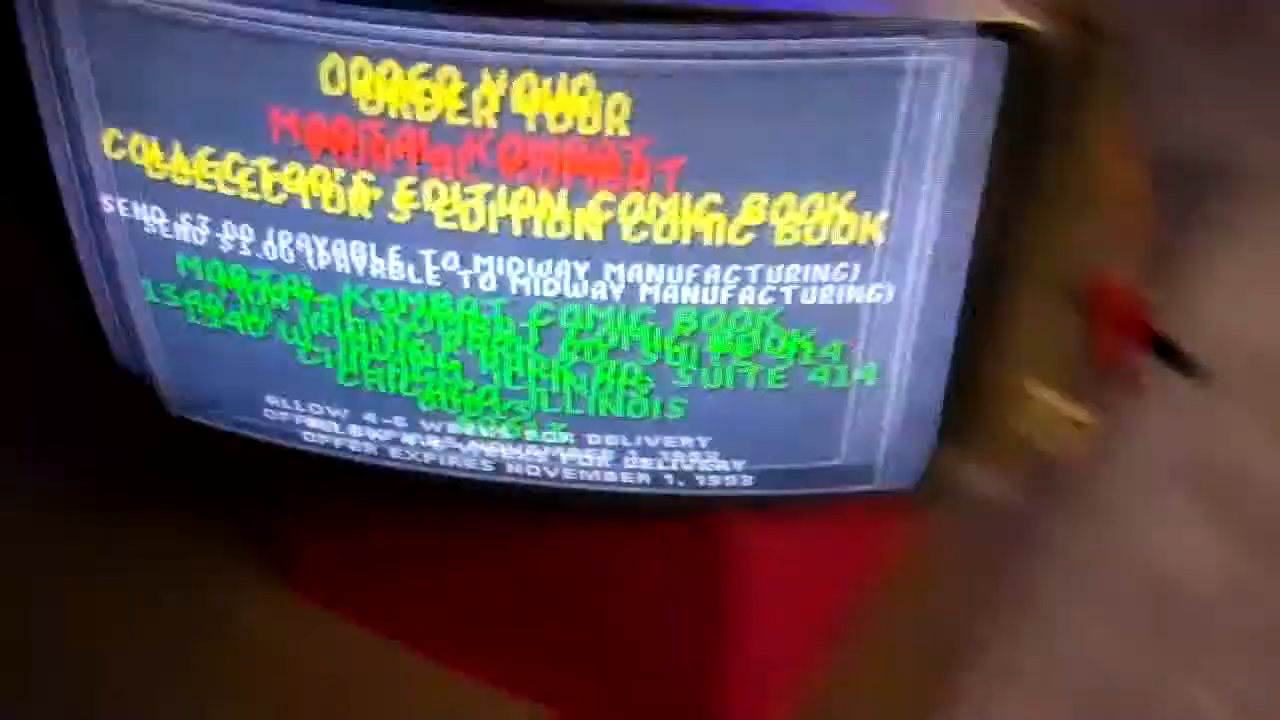 ORDER YOUR
MORTAL KOMBAT
COLLECTOR'S EDITION COMIC BOOK
SEND $3.00 (PAYABLE TO MIDWAY MANUFACTURING)
MORTAL KOMBAT COMIC BOOK
SUITE 414
CHICAGO ILLINOIS
ALLOW 4-6 WEEKS FOR DELIVERY
OFFER EXPIRES NOVEMBER 1, 1993